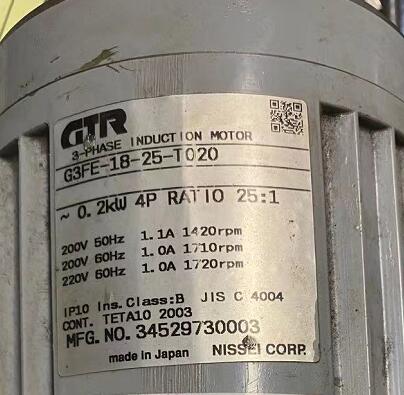 GTR
3-PHASE INDUCTION MOTOR
G3FE-18-25-T020
~ 0.2kW 4P RATIO 25:1
200V 50Hz 1.1A 1420rpm
200V 60Hz 1.0A 1710rpm
220V 60Hz 1.0A 1720rpm
IP10 Ins.Class:B JIS C 4004
CONT. TETA10 2003
MFG. NO. 34529730003
made in Japan NISSEI CORP.